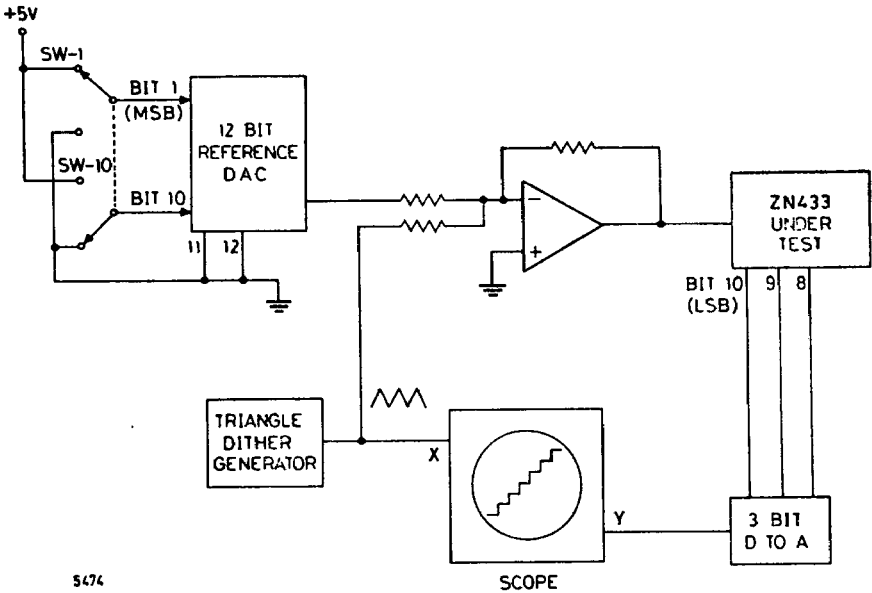 +5V
SW-1
BIT 1
(MSB)
SW-10
BIT 10
12 BIT
REFERENCE
DAC
11
12
−
+
ZN433
UNDER
TEST
BIT 10
(LSB)
9
8
TRIANGLE
DITHER
GENERATOR
X
Y
SCOPE
3 BIT
D TO A
5474